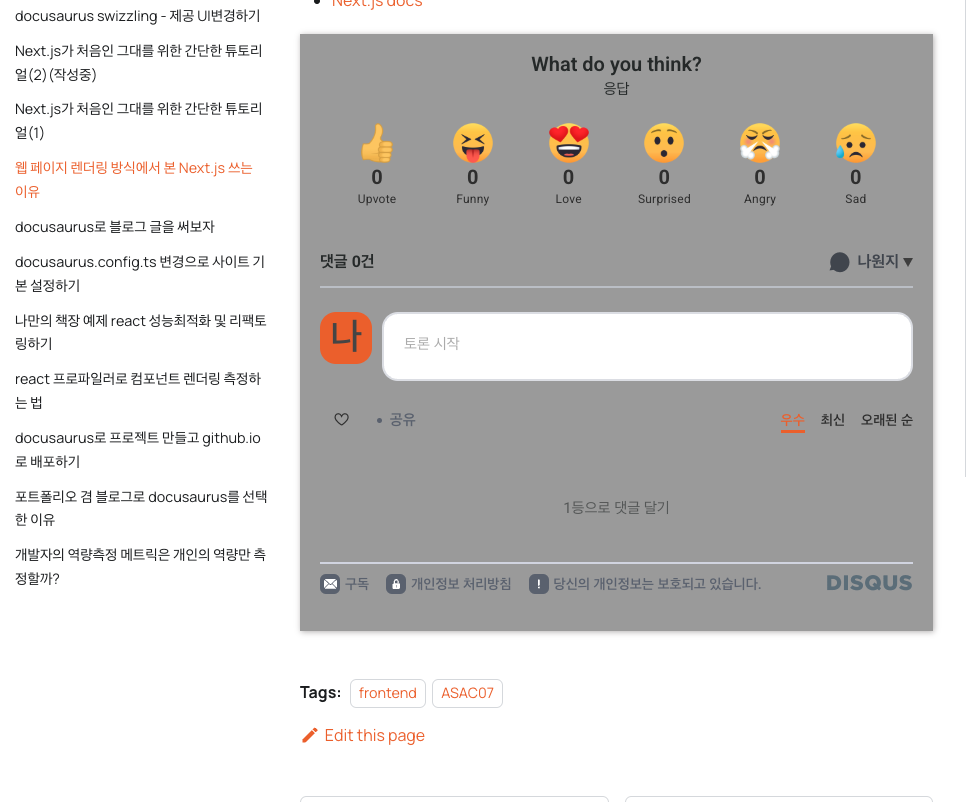 docusaurus swizzling - 제공 UI변경하기
Next.js가 처음인 그대를 위한 간단한 튜토리
얼(2)(작성중)
Next.js가 처음인 그대를 위한 간단한 튜토리
얼(1)
웹 페이지 렌더링 방식에서 본 Next.js 쓰는
이유
docusaurus로 블로그 글을 써보자
docusaurus.config.ts 변경으로 사이트 기
본 설정하기
나만의 책장 예제 react 성능최적화 및 리팩토
링하기
react 프로파일러로 컴포넌트 렌더링 측정하
는 법
docusaurus로 프로젝트 만들고 github.io
로 배포하기
포트폴리오 겸 블로그로 docusaurus를 선택
한 이유
개발자의 역량측정 메트릭은 개인의 역량만 측
정할까?
Next.js docs
What do you think?
응답
0 0 0 0 0 0
Upvote Funny Love Surprised Angry Sad
댓글 0건 나원지 ▼
나 토론 시작
• 공유 우수 최신 오래된 순
1등으로 댓글 달기
구독 개인정보 처리방침 ! 당신의 개인정보는 보호되고 있습니다. DISQUS
Tags: frontend ASAC07
Edit this page